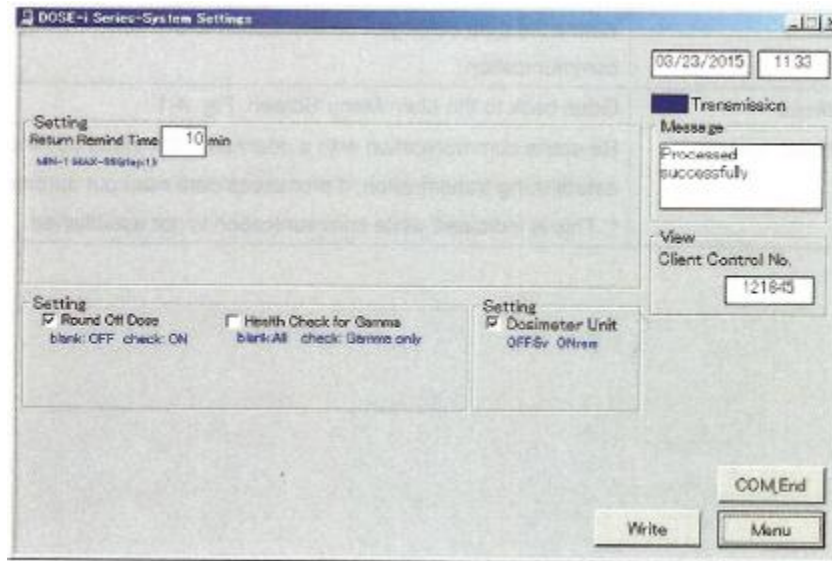 DOSE-i Series-System Settings
03/23/2015 11:33
Transmission
Setting
Return Remind Time 10 min
Message
Processed
successfully
View
Client Control No.
121645
Setting
Round Off Dose
blank: OFF check: ON
Health Check for Gamma
blank:All check: Gamma only
Setting
Dosimeter Unit
OFF:Sv ON:rem
COM,End
Write
Menu